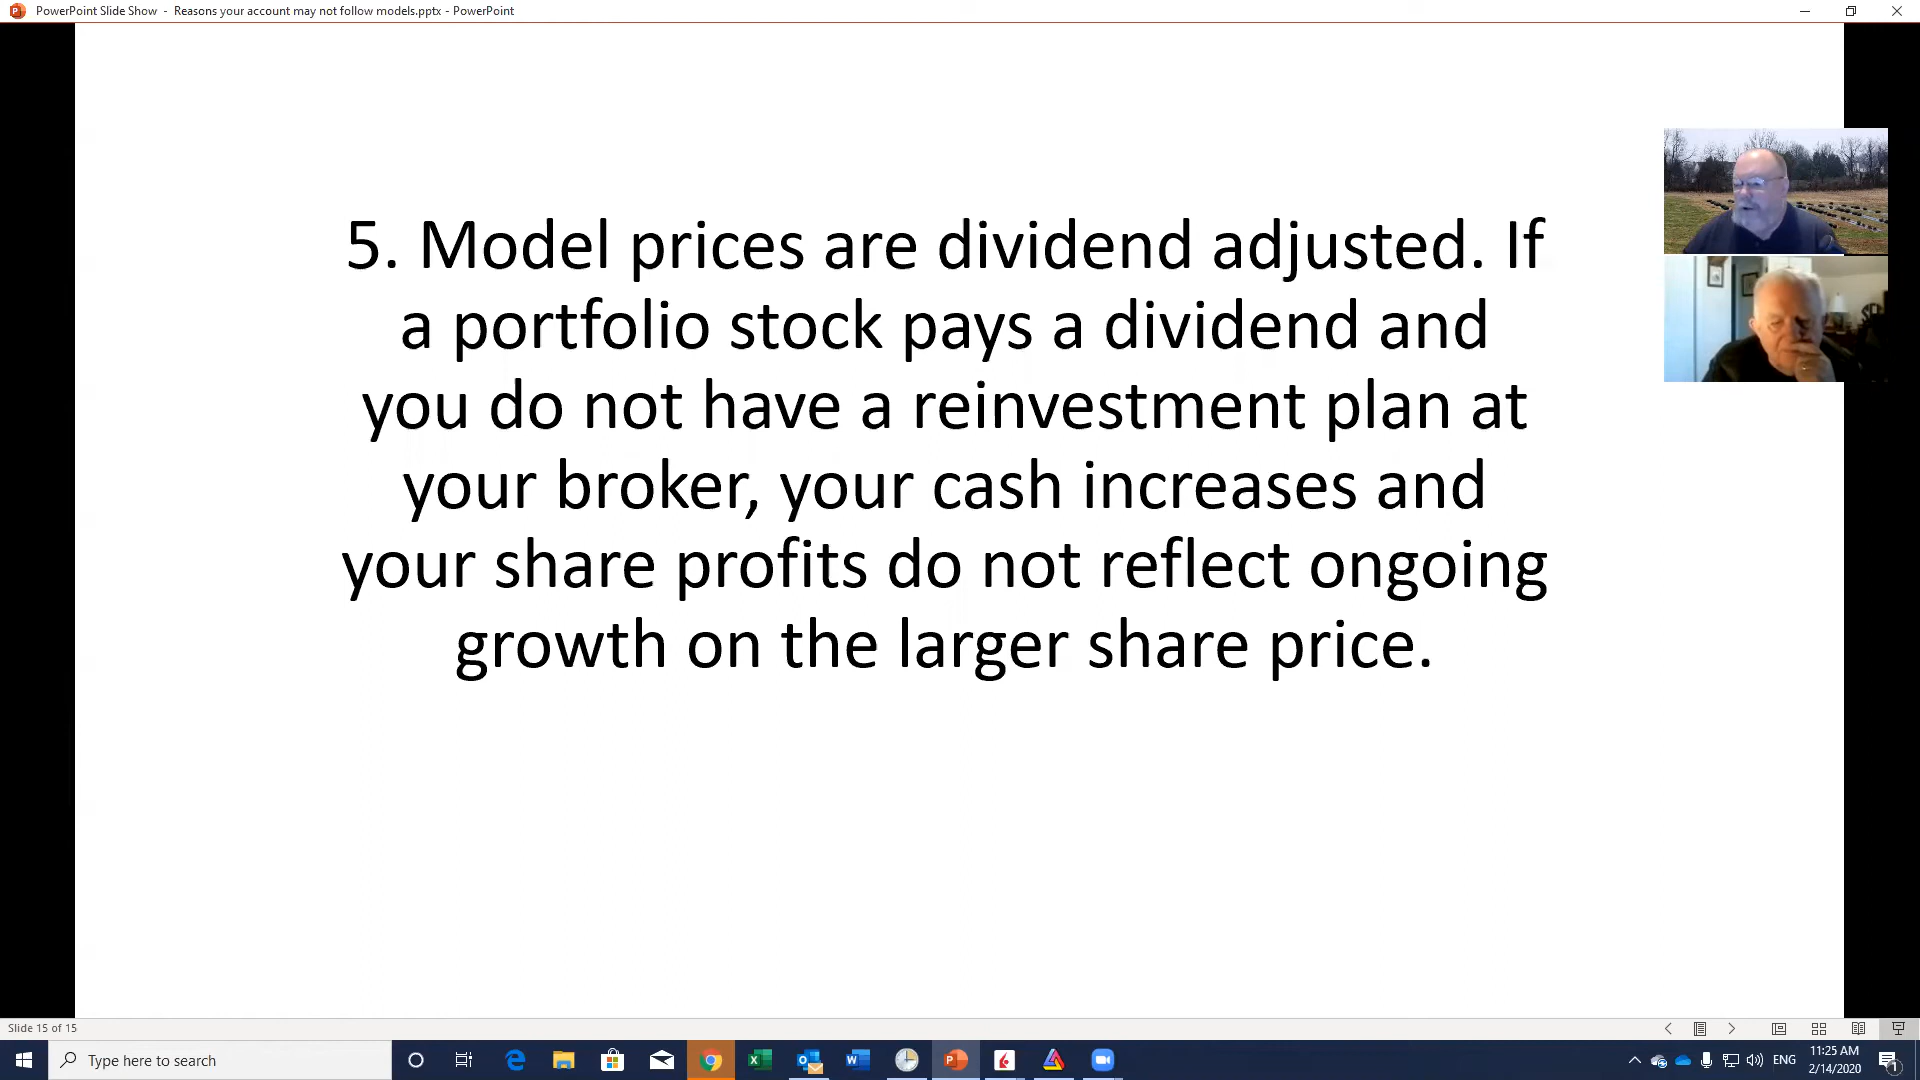 PowerPoint Slide Show - Reasons your account may not follow models.pptx - PowerPoint
5. Model prices are dividend adjusted. If
a portfolio stock pays a dividend and
you do not have a reinvestment plan at
your broker, your cash increases and
your share profits do not reflect ongoing
growth on the larger share price.
Slide 15 of 15
Type here to search
ENG
11:25 AM
2/14/2020
1